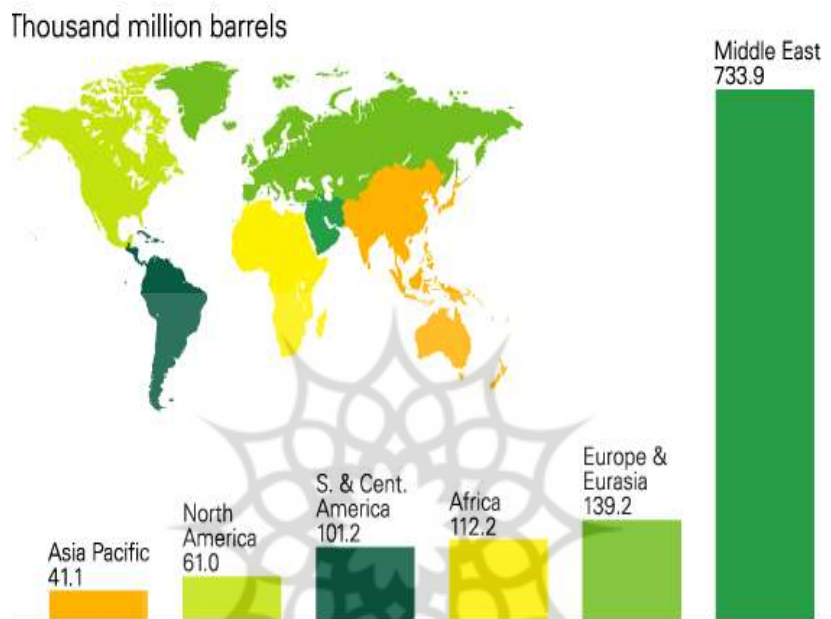 Thousand million barrels
Middle East
733.9
Europe &
Eurasia
139.2
S. & Cent.
America
101.2
Africa
112.2
North
America
61.0
Asia Pacific
41.1